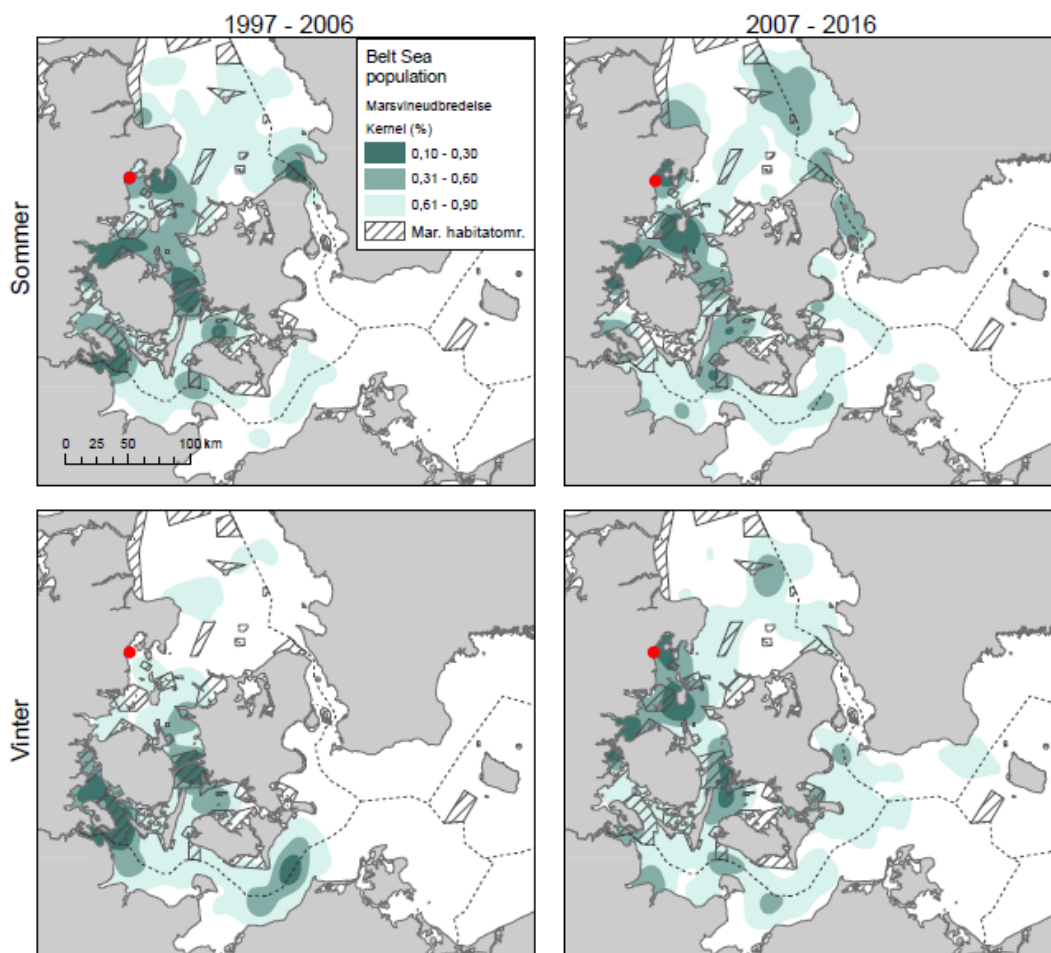 1997 - 2006
2007 - 2016
Belt Sea
population
Marsvineudbredelse
Kernel (%)
0,10 - 0,30
0,31 - 0,60
0,61 - 0,90
Mar. habitatomr.
Sommer
0 25 50 100 km
Vinter